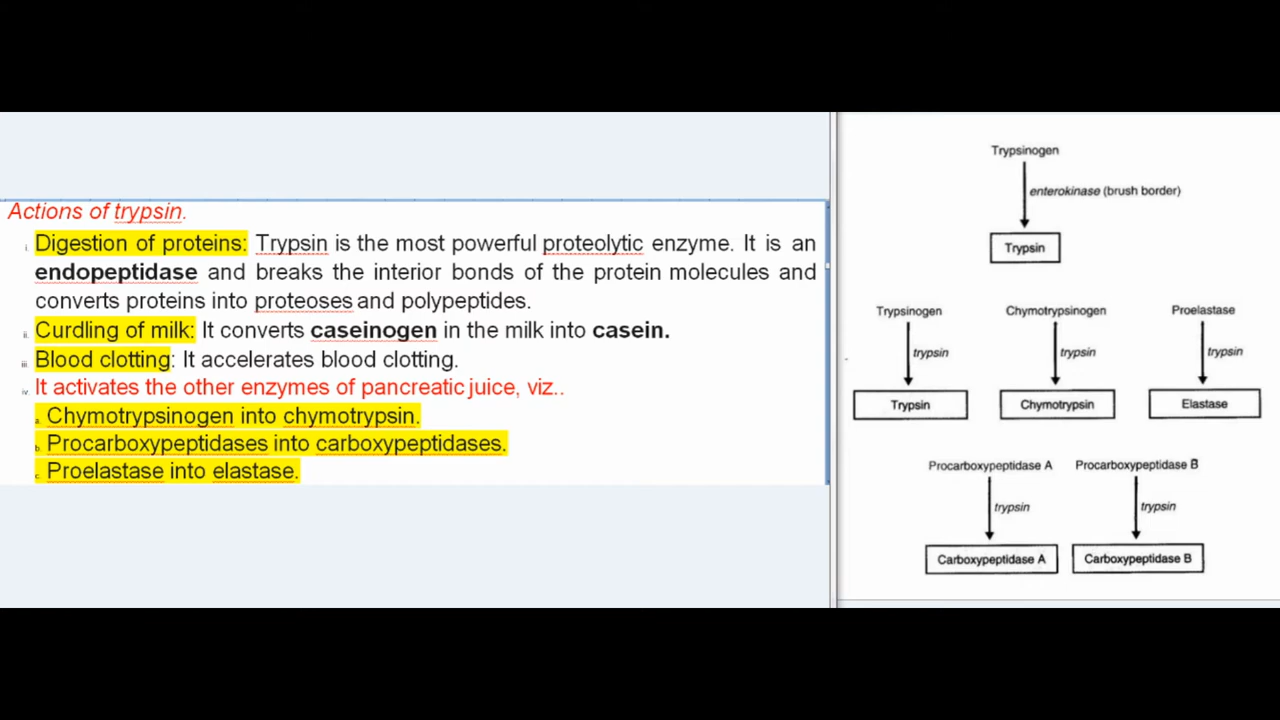 Actions of trypsin.
i. Digestion of proteins: Trypsin is the most powerful proteolytic enzyme. It is an
endopeptidase and breaks the interior bonds of the protein molecules and
converts proteins into proteoses and polypeptides.
ii. Curdling of milk: It converts caseinogen in the milk into casein.
iii. Blood clotting: It accelerates blood clotting.
iv. It activates the other enzymes of pancreatic juice, viz..
a. Chymotrypsinogen into chymotrypsin.
b. Procarboxypeptidases into carboxypeptidases.
c. Proelastase into elastase.
Trypsinogen
enterokinase (brush border)
Trypsin
Trypsinogen Chymotrypsinogen Proelastase
trypsin trypsin trypsin
Trypsin Chymotrypsin Elastase
Procarboxypeptidase A Procarboxypeptidase B
trypsin trypsin
Carboxypeptidase A Carboxypeptidase B